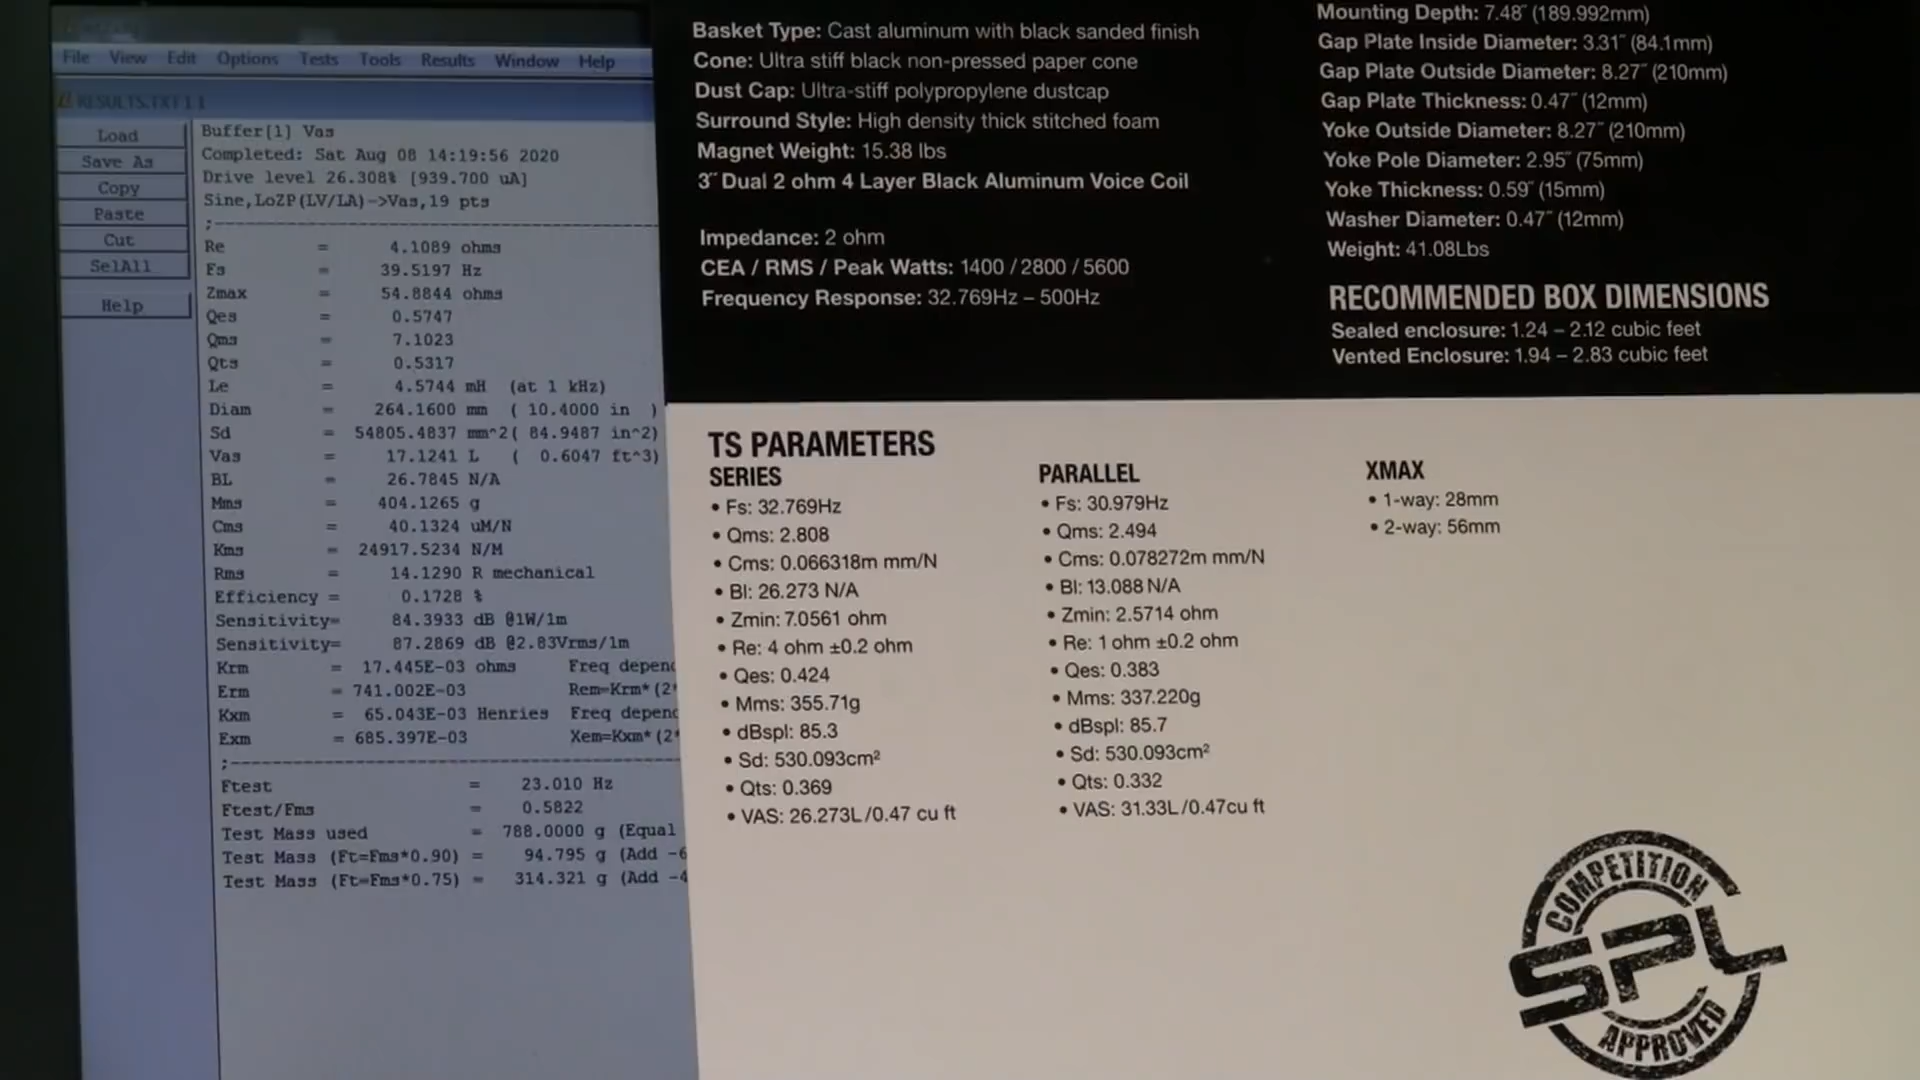 File View Edit Options Tests Tools Results Window Help
RESULTS.TXT 1 1
Load
Save As
Copy
Paste
Cut
SelAll
Help
Buffer[1] Vas
Completed: Sat Aug 08 14:19:56 2020
Drive level 26.308% [939.700 uA]
Sine,LoZP(LV/LA)->Vas,19 pts
;
Re = 4.1089 ohms
Fs = 39.5197 Hz
Zmax = 54.8844 ohms
Qes = 0.5747
Qms = 7.1023
Qts = 0.5317
Le = 4.5744 mH (at 1 kHz)
Diam = 264.1600 mm ( 10.4000 in )
Sd = 54805.4837 mm^2( 84.9487 in^2)
Vas = 17.1241 L ( 0.6047 ft^3)
BL = 26.7845 N/A
Mms = 404.1265 g
Cms = 40.1324 uM/N
Kms = 24917.5234 N/M
Rms = 14.1290 R mechanical
Efficiency = 0.1728 %
Sensitivity= 84.3933 dB @1W/1m
Sensitivity= 87.2869 dB @2.83Vrms/1m
Krm = 17.445E-03 ohms Freq depend
Erm = 741.002E-03 Rem=Krm*(2*
Kxm = 65.043E-03 Henries Freq depend
Exm = 685.397E-03 Xem=Kxm*(2*
;
Ftest = 23.010 Hz
Ftest/Fms = 0.5822
Test Mass used = 788.0000 g (Equal
Test Mass (Ft=Fms*0.90) = 94.795 g (Add -6
Test Mass (Ft=Fms*0.75) = 314.321 g (Add -4
Basket Type: Cast aluminum with black sanded finish
Cone: Ultra stiff black non-pressed paper cone
Dust Cap: Ultra-stiff polypropylene dustcap
Surround Style: High density thick stitched foam
Magnet Weight: 15.38 lbs
3″ Dual 2 ohm 4 Layer Black Aluminum Voice Coil
Impedance: 2 ohm
CEA / RMS / Peak Watts: 1400 / 2800 / 5600
Frequency Response: 32.769Hz – 500Hz
Mounting Depth: 7.48″ (189.992mm)
Gap Plate Inside Diameter: 3.31″ (84.1mm)
Gap Plate Outside Diameter: 8.27″ (210mm)
Gap Plate Thickness: 0.47″ (12mm)
Yoke Outside Diameter: 8.27″ (210mm)
Yoke Pole Diameter: 2.95″ (75mm)
Yoke Thickness: 0.59″ (15mm)
Washer Diameter: 0.47″ (12mm)
Weight: 41.08Lbs
RECOMMENDED BOX DIMENSIONS
Sealed enclosure: 1.24 – 2.12 cubic feet
Vented Enclosure: 1.94 – 2.83 cubic feet
TS PARAMETERS
SERIES
• Fs: 32.769Hz
• Qms: 2.808
• Cms: 0.066318m mm/N
• Bl: 26.273 N/A
• Zmin: 7.0561 ohm
• Re: 4 ohm ±0.2 ohm
• Qes: 0.424
• Mms: 355.71g
• dBspl: 85.3
• Sd: 530.093cm²
• Qts: 0.369
• VAS: 26.273L/0.47 cu ft
PARALLEL
• Fs: 30.979Hz
• Qms: 2.494
• Cms: 0.078272m mm/N
• Bl: 13.088 N/A
• Zmin: 2.5714 ohm
• Re: 1 ohm ±0.2 ohm
• Qes: 0.383
• Mms: 337.220g
• dBspl: 85.7
• Sd: 530.093cm²
• Qts: 0.332
• VAS: 31.33L/0.47cu ft
XMAX
• 1-way: 28mm
• 2-way: 56mm
COMPETITION
SPL
APPROVED